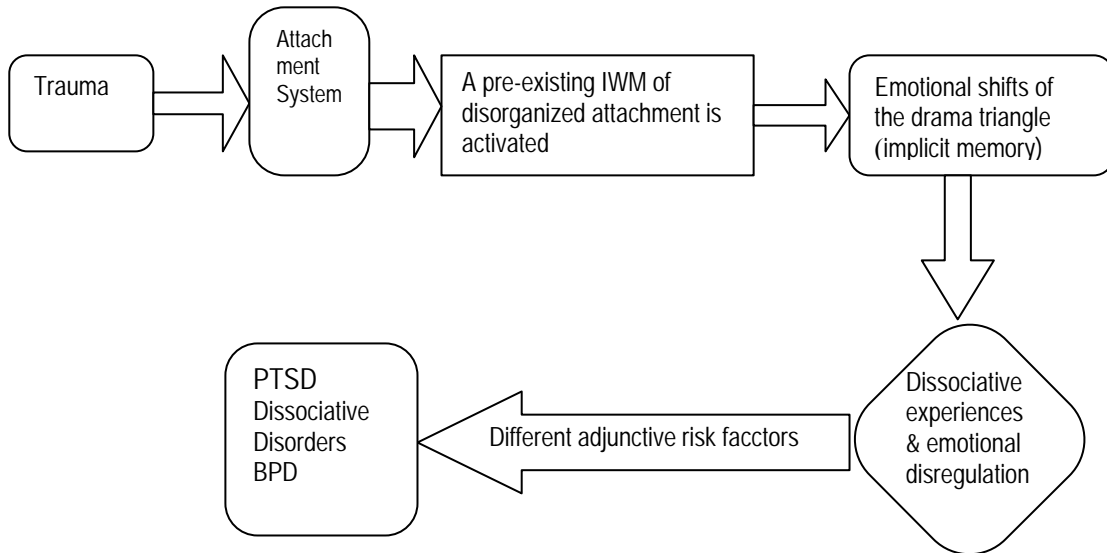 Trauma
Attach
ment
System
A pre-existing IWM of
disorganized attachment is
activated
Emotional shifts of
the drama triangle
(implicit memory)
Dissociative
experiences
& emotional
disregulation
Different adjunctive risk facctors
PTSD
Dissociative
Disorders
BPD